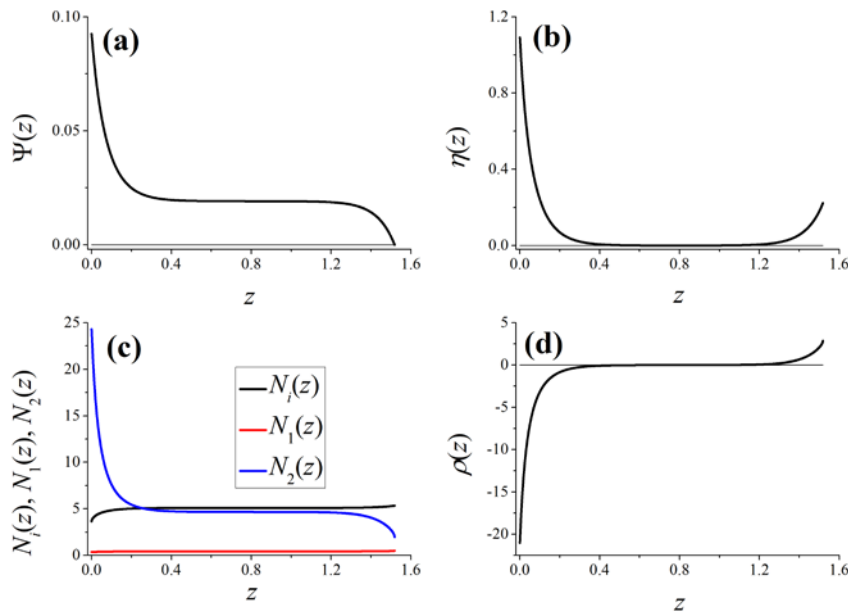 (a)
Ψ(z)
0.10
0.05
0.00
0.0 0.4 0.8 1.2 1.6
z
(b)
η(z)
1.2
0.8
0.4
0.0
0.0 0.4 0.8 1.2 1.6
z
(c)
N_i(z), N_1(z), N_2(z)
25
20
15
10
5
0
N_i(z)
N_1(z)
N_2(z)
0.0 0.4 0.8 1.2 1.6
z
(d)
ρ(z)
5
0
-5
-10
-15
-20
0.0 0.4 0.8 1.2 1.6
z